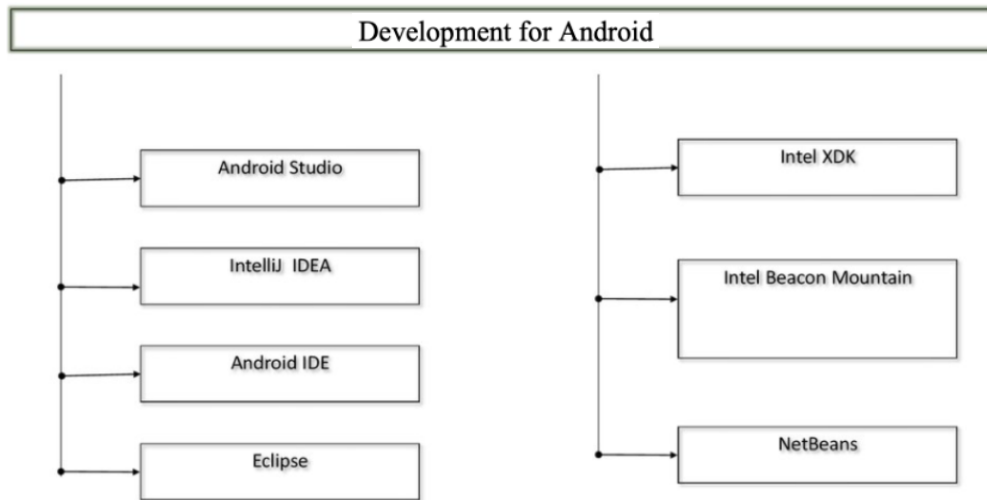 Development for Android
Android Studio
IntelliJ IDEA
Android IDE
Eclipse
Intel XDK
Intel Beacon Mountain
NetBeans